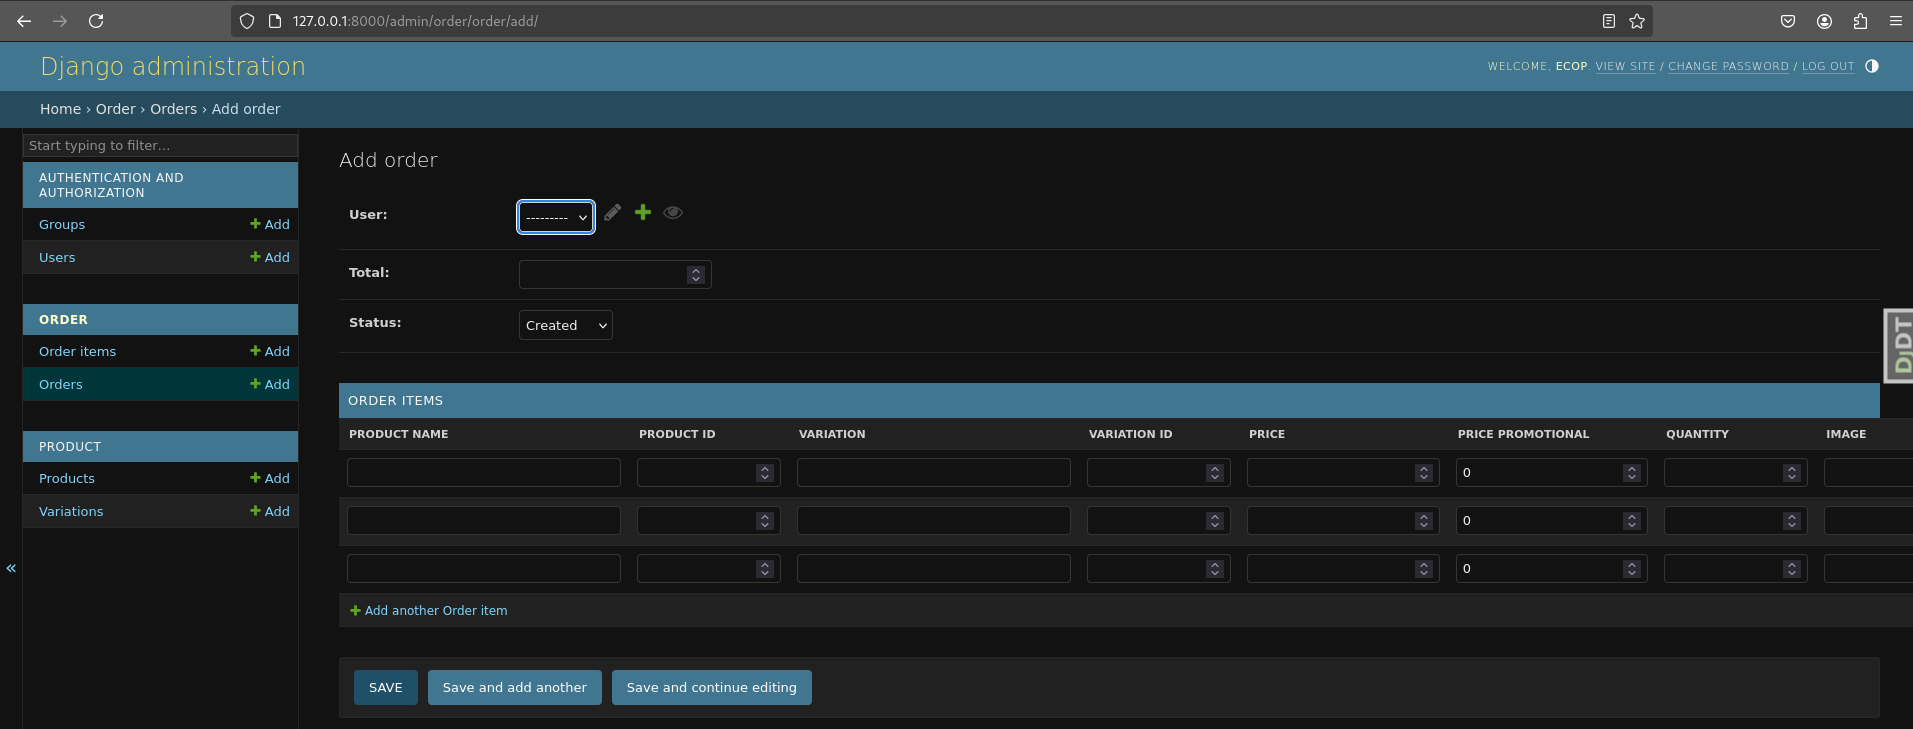 127.0.0.1:8000/admin/order/order/add/
Django administration
WELCOME, ECOP. VIEW SITE / CHANGE PASSWORD / LOG OUT
Home › Order › Orders › Add order
Start typing to filter...
AUTHENTICATION AND
AUTHORIZATION
Groups + Add
Users + Add
ORDER
Order items + Add
Orders + Add
PRODUCT
Products + Add
Variations + Add
«
Add order
User: ---------
Total:
Status: Created
DjDT
ORDER ITEMS
PRODUCT NAME PRODUCT ID VARIATION VARIATION ID PRICE PRICE PROMOTIONAL QUANTITY IMAGE
0
0
0
+ Add another Order item
SAVE Save and add another Save and continue editing